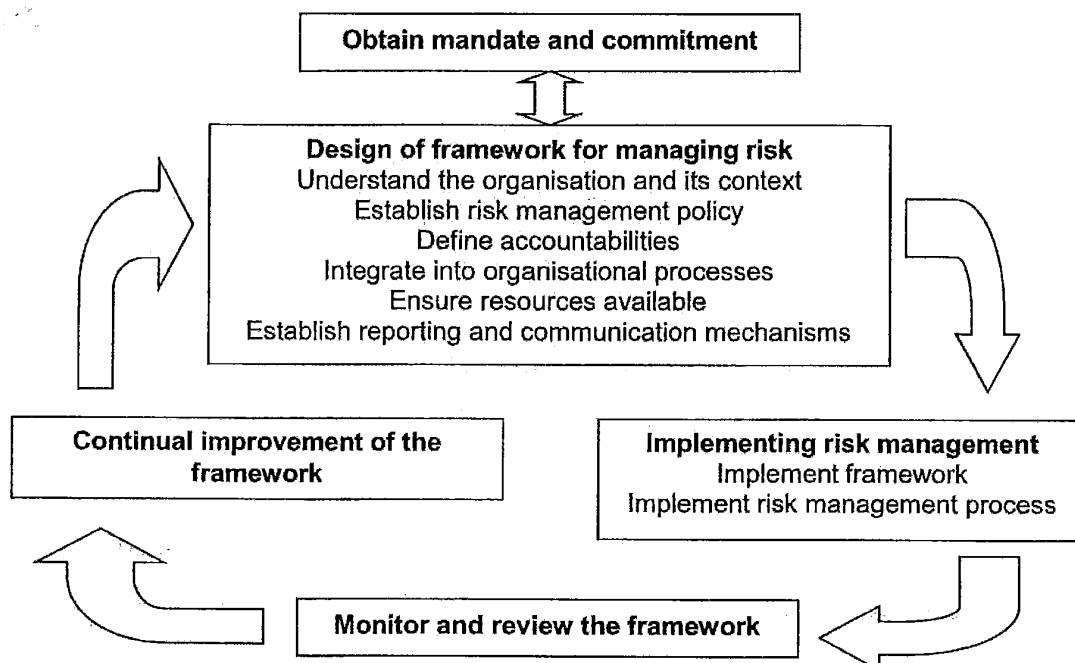 Obtain mandate and commitment
Design of framework for managing risk
Understand the organisation and its context
Establish risk management policy
Define accountabilities
Integrate into organisational processes
Ensure resources available
Establish reporting and communication mechanisms
Continual improvement of the
framework
Implementing risk management
Implement framework
Implement risk management process
Monitor and review the framework